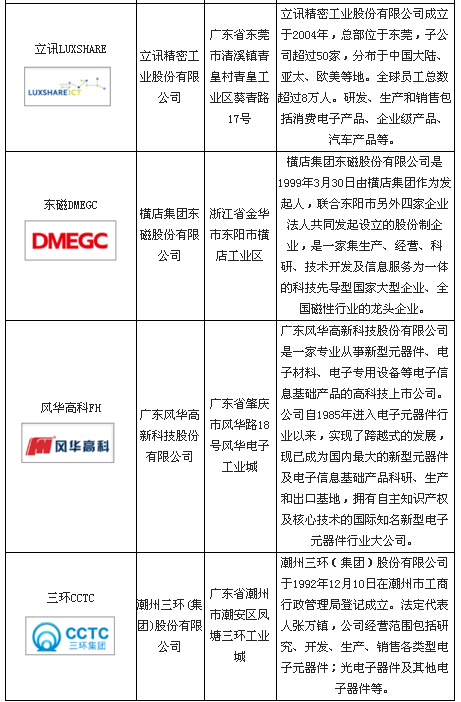 立讯LUXSHARE
LUXSHARE ICT
立讯精密工
业股份有限
公司
广东省东莞
市清溪镇青
皇村青皇工
业区葵青路
17号
立讯精密工业股份有限公司成立
于2004年，总部位于东莞，子公
司超过50家，分布于中国大陆、
亚太、欧美等地。全球员工总数
超过8万人。研发、生产和销售包
括消费电子产品、企业级产品、
汽车产品等。
东磁DMEGC
DMEGC
横店集团东
磁股份有限
公司
浙江省金华
市东阳市横
店工业区
横店集团东磁股份有限公司是
1999年3月30日由横店集团作为发
起人，联合东阳市另外四家企业
法人共同发起设立的股份制企
业，是一家集生产、经营、科
研、技术开发及信息服务为一体
的科技先导型国家大型企业、全
国磁性行业的龙头企业。
风华高科FH
风华高科
广东风华高
新科技股份
有限公司
广东省肇庆
市风华路18
号风华电子
工业城
广东风华高新科技股份有限公司
是一家专业从事新型元器件、电
子材料、电子专用设备等电子信
息基础产品的高科技上市公司。
公司自1985年进入电子元器件行
业以来，实现了跨越式的发展，
现已成为国内最大的新型元器件
及电子信息基础产品科研、生产
和出口基地，拥有自主知识产权
及核心技术的国际知名新型电子
元器件行业大公司。
三环CCTC
CCTC
三环集团
潮州三环(集
团)股份有限
公司
广东省潮州
市潮安区凤
塘三环工业
城
潮州三环（集团）股份有限公司
于1992年12月10日在潮州市工商
行政管理局登记成立。法定代表
人张万镇，公司经营范围包括研
究、开发、生产、销售各类型电
子元器件；光电子器件及其他电
子器件等。